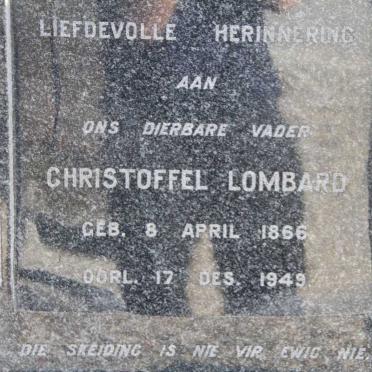 LIEFDEVOLLE HERINNERING
AAN
ONS DIERBARE VADER
CHRISTOFFEL LOMBARD
GEB. 8 APRIL 1866
OORL. 17 DES. 1949
DIE SKEIDING IS NIE VIR EWIG NIE.